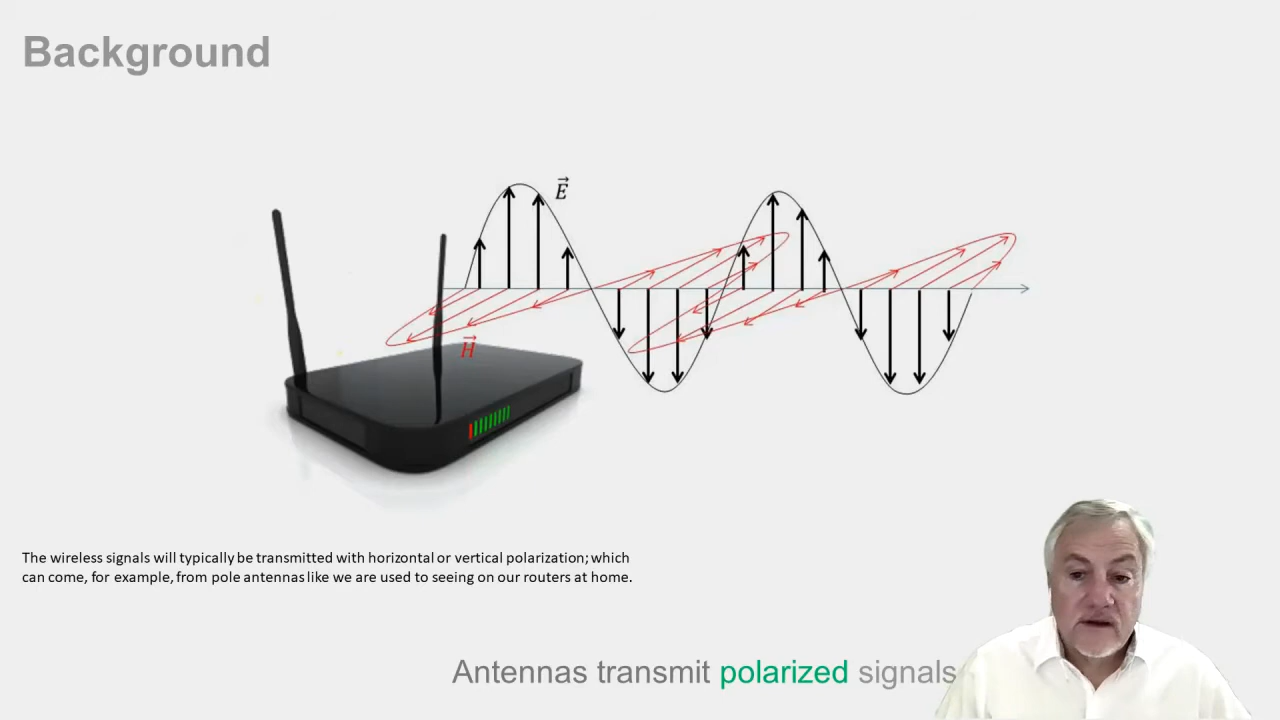 Background
E
H
The wireless signals will typically be transmitted with horizontal or vertical polarization; which
can come, for example, from pole antennas like we are used to seeing on our routers at home.
Antennas transmit polarized signals